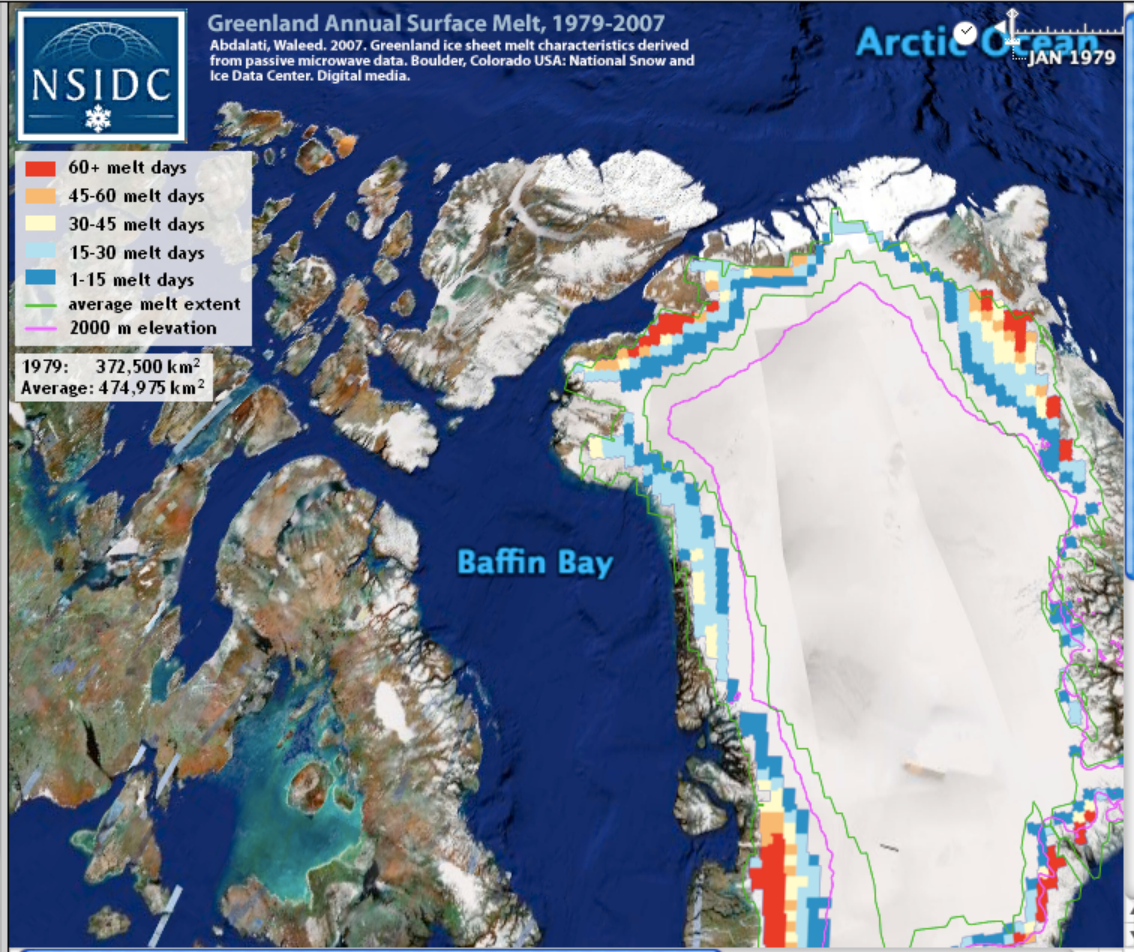 NSIDC
Greenland Annual Surface Melt, 1979-2007
Abdalati, Waleed. 2007. Greenland ice sheet melt characteristics derived
from passive microwave data. Boulder, Colorado USA: National Snow and
Ice Data Center. Digital media.
Arctic Ocean
JAN 1979
60+ melt days
45-60 melt days
30-45 melt days
15-30 melt days
1-15 melt days
average melt extent
2000 m elevation
1979: 372,500 km²
Average: 474,975 km²
Baffin Bay